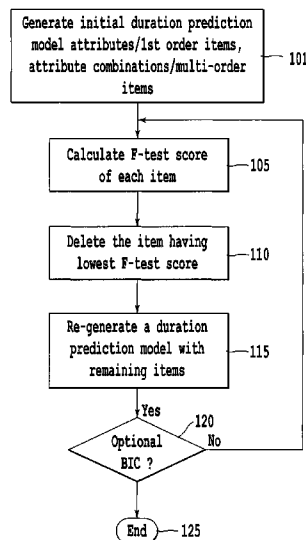 Generate initial duration prediction
model attributes/1st order items,
attribute combinations/multi-order
items
101
Calculate F-test score
of each item
105
Delete the item having
lowest F-test score
110
Re-generate a duration
prediction model with
remaining items
115
Yes
120
Optional
BIC ?
No
End
125